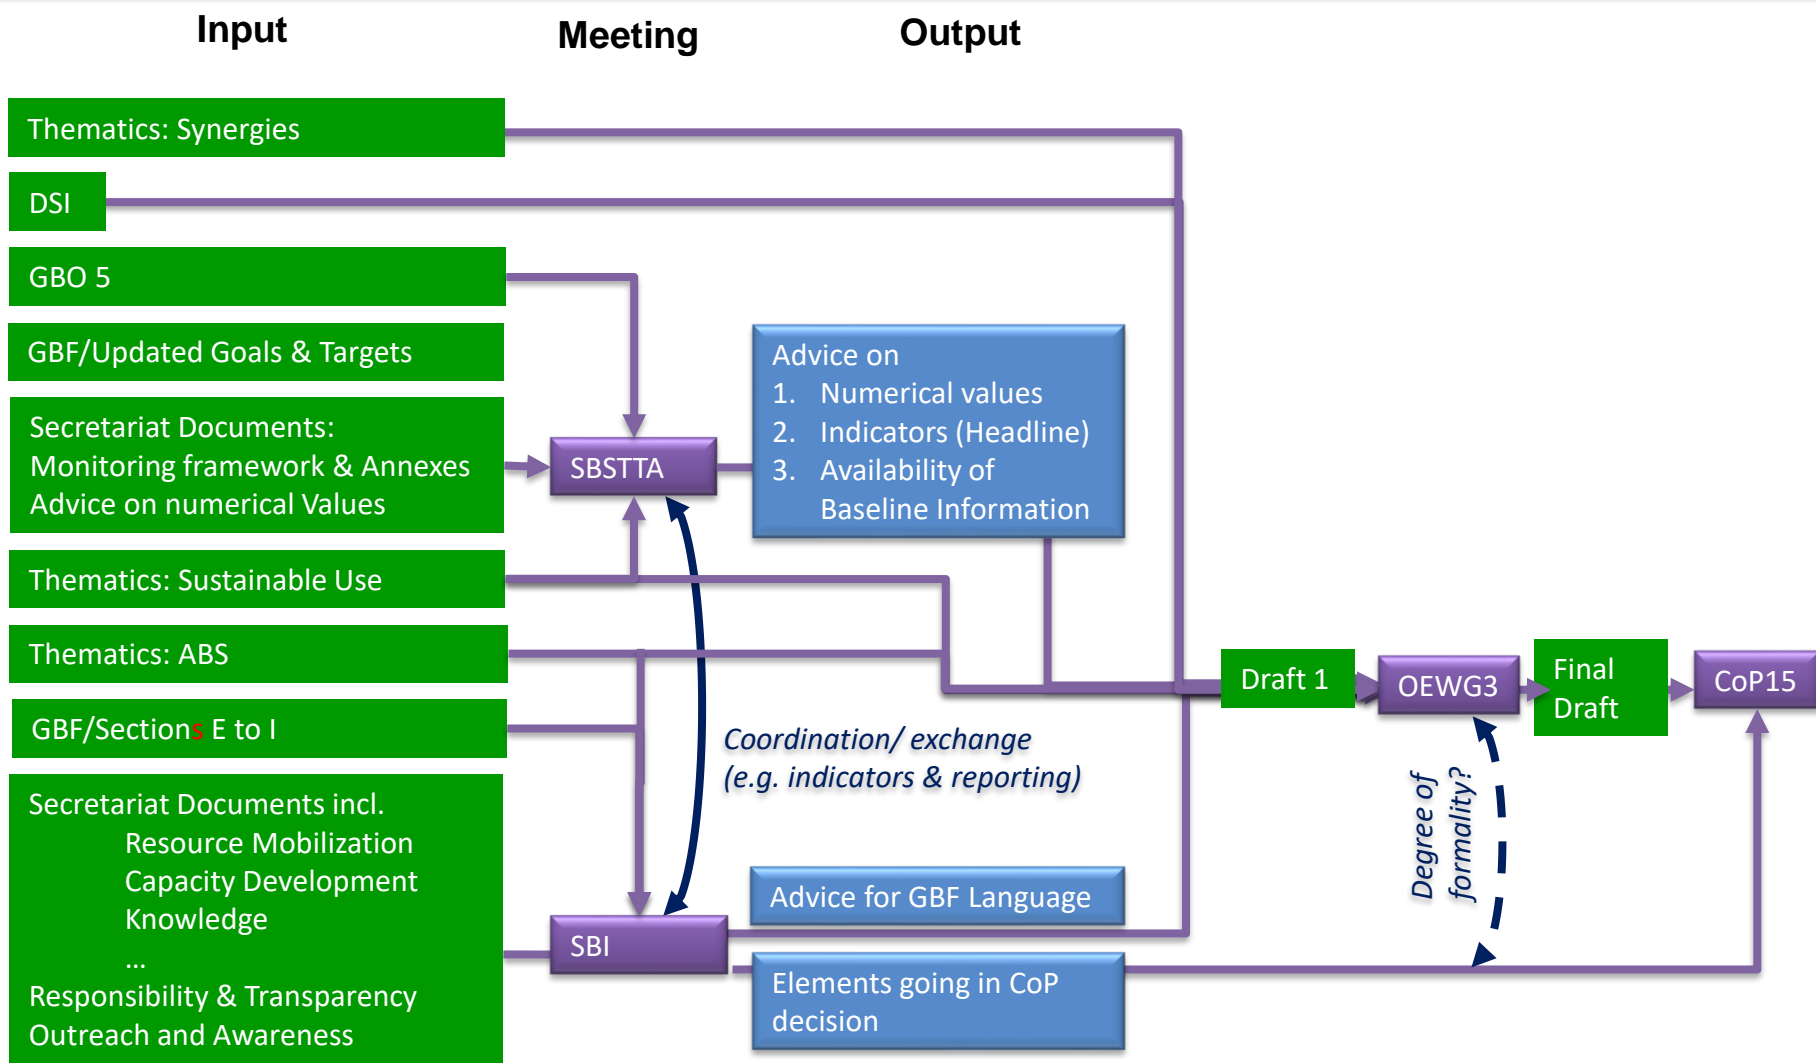 Input
Meeting
Output
Thematics: Synergies
DSI
GBO 5
GBF/Updated Goals & Targets
Secretariat Documents:
Monitoring framework & Annexes
Advice on numerical Values
Thematics: Sustainable Use
Thematics: ABS
GBF/Sections E to I
Secretariat Documents incl.
Resource Mobilization
Capacity Development
Knowledge
...
Responsibility & Transparency
Outreach and Awareness
SBSTTA
SBI
Advice on
1. Numerical values
2. Indicators (Headline)
3. Availability of
Baseline Information
Coordination/ exchange
(e.g. indicators & reporting)
Advice for GBF Language
Elements going in CoP
decision
Draft 1
OEWG3
Final
Draft
CoP15
Degree of
formality?